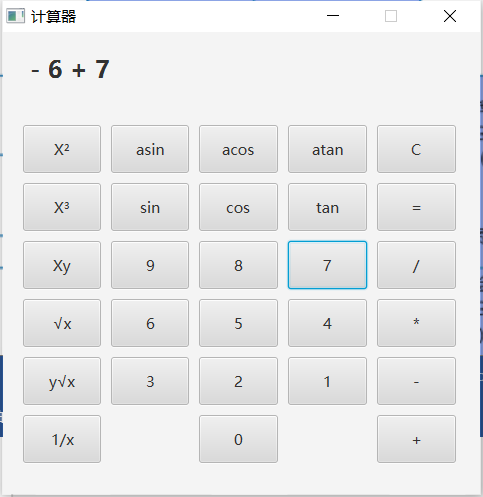 计算器
- 6 + 7
X² asin acos atan C
X³ sin cos tan =
Xy 9 8 7 /
√x 6 5 4 *
y√x 3 2 1 -
1/x 0 +